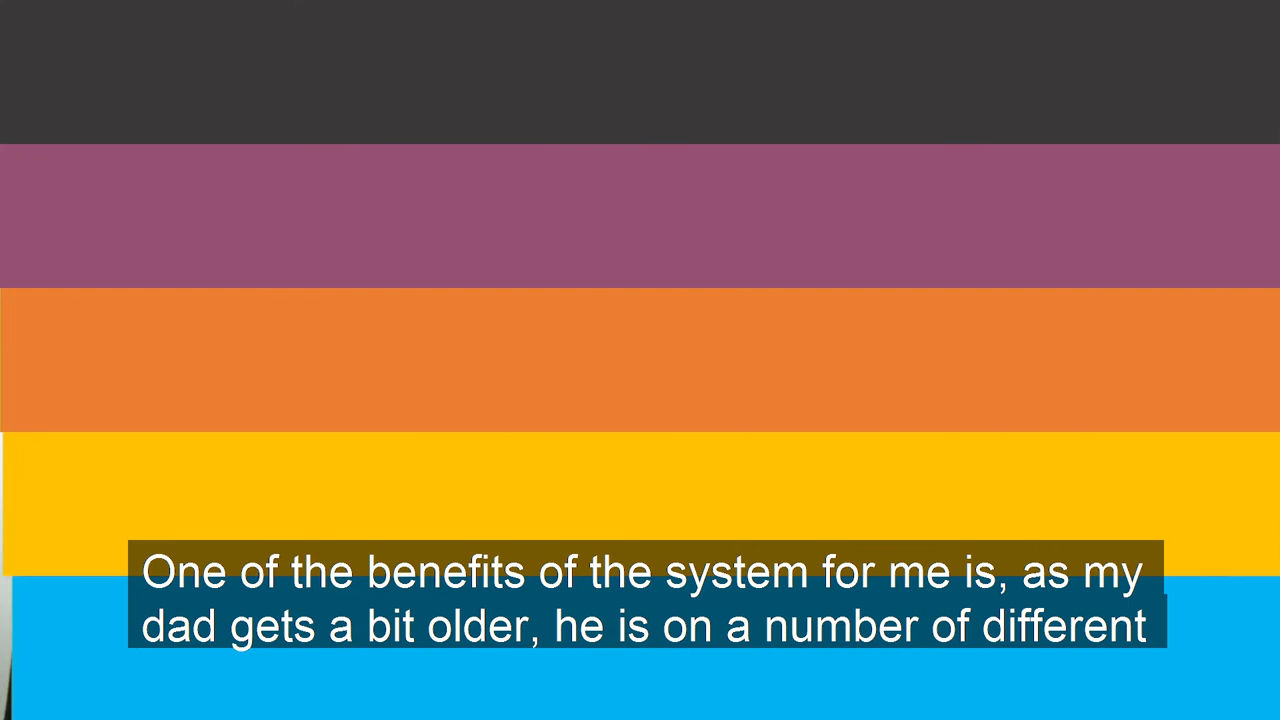 One of the benefits of the system for me is, as my
dad gets a bit older, he is on a number of different